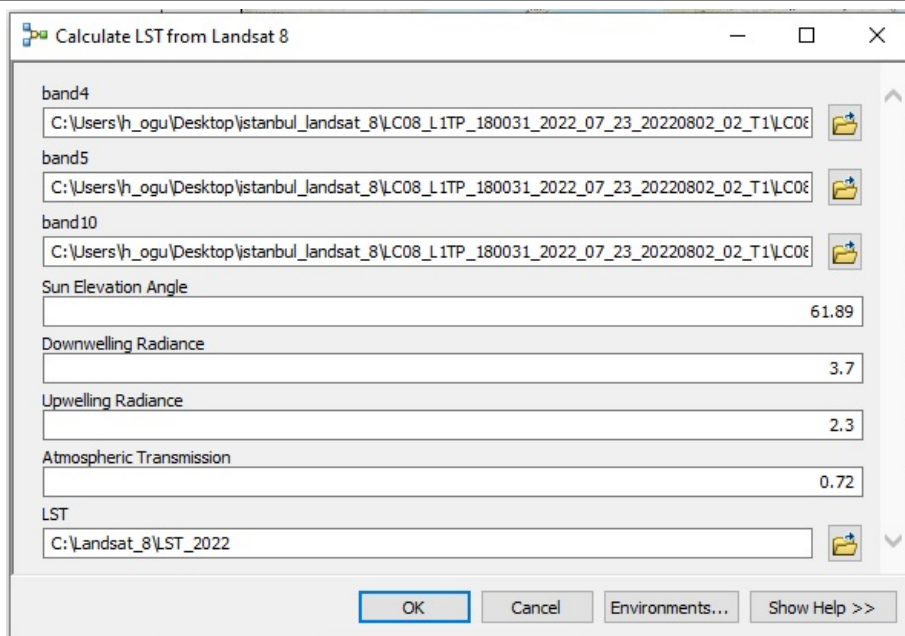 Calculate LST from Landsat 8
band4
C:\Users\h_ogu\Desktop\istanbul_landsat_8\LC08_L1TP_180031_2022_07_23_20220802_02_T1\LC08
band5
C:\Users\h_ogu\Desktop\istanbul_landsat_8\LC08_L1TP_180031_2022_07_23_20220802_02_T1\LC08
band10
C:\Users\h_ogu\Desktop\istanbul_landsat_8\LC08_L1TP_180031_2022_07_23_20220802_02_T1\LC08
Sun Elevation Angle
61.89
Downwelling Radiance
3.7
Upwelling Radiance
2.3
Atmospheric Transmission
0.72
LST
C:\Landsat_8\LST_2022
OK Cancel Environments... Show Help >>